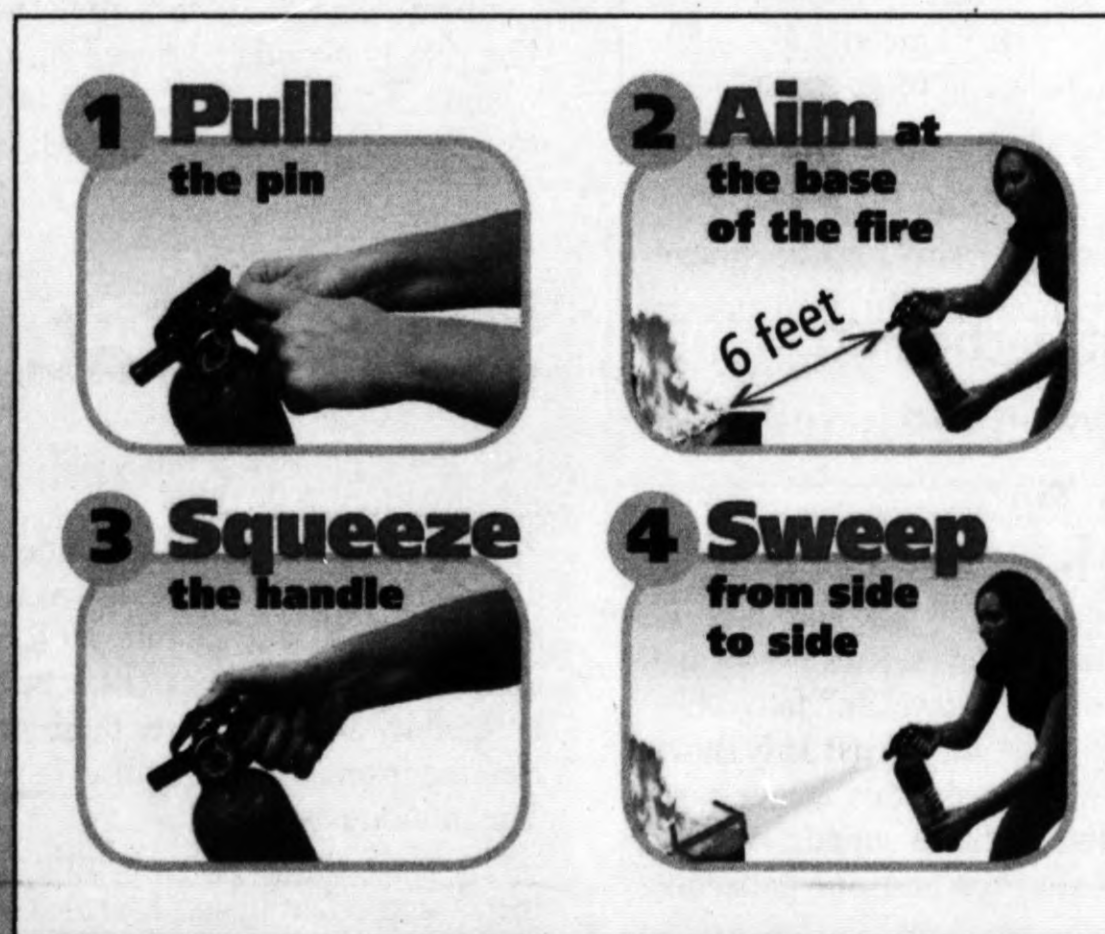 1 Pull
the pin
2 Aim at
the base
of the fire
6 feet
3 Squeeze
the handle
4 Sweep
from side
to side